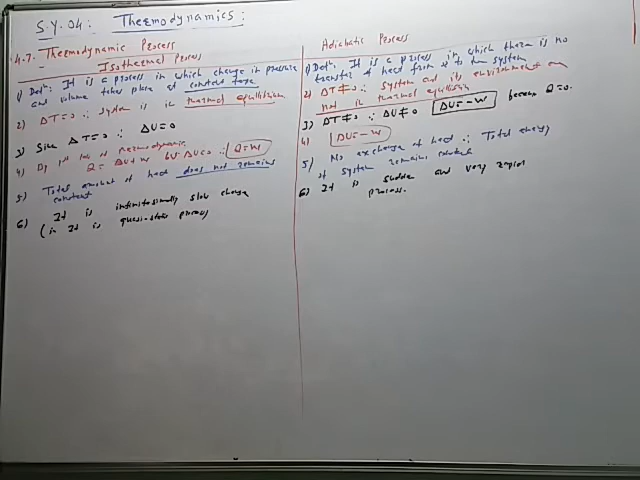 S.Y. 04: Thermodynamics:
4.7. Thermodynamic Process
Isothermal Process
1) Defn: It is a process in which change in pressure
and volume takes place at constant
2) ΔT=0 ∴ System is in thermal equilibrium
3) Since ΔT=0 ∴ ΔU=0
4) By 1st law of thermodynamics
Q = ΔU+W but ΔU=0 ∴ Q=W
5) Total amount of heat does not remains
constant
6) It is infinitesimally slow change
(i.e. It is quasi-static process)
Adiabatic Process
1) Defn: It is a process in which there is no
transfer of heat from or to the system
2) ΔT≠0 ∴ System and its environment are
not in thermal equilibrium
3) ΔT≠0 ∴ ΔU≠0 ΔU=-W because Q=0.
4) ΔU=-W
5) No exchange of heat ∴ Total energy
of system remains constant
6) It is sudden and very rapid
process.